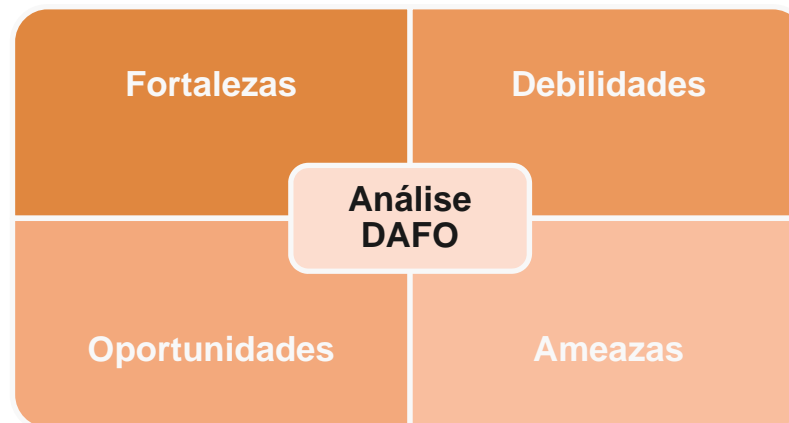 Fortalezas
Debilidades
Análise
DAFO
Oportunidades
Ameazas